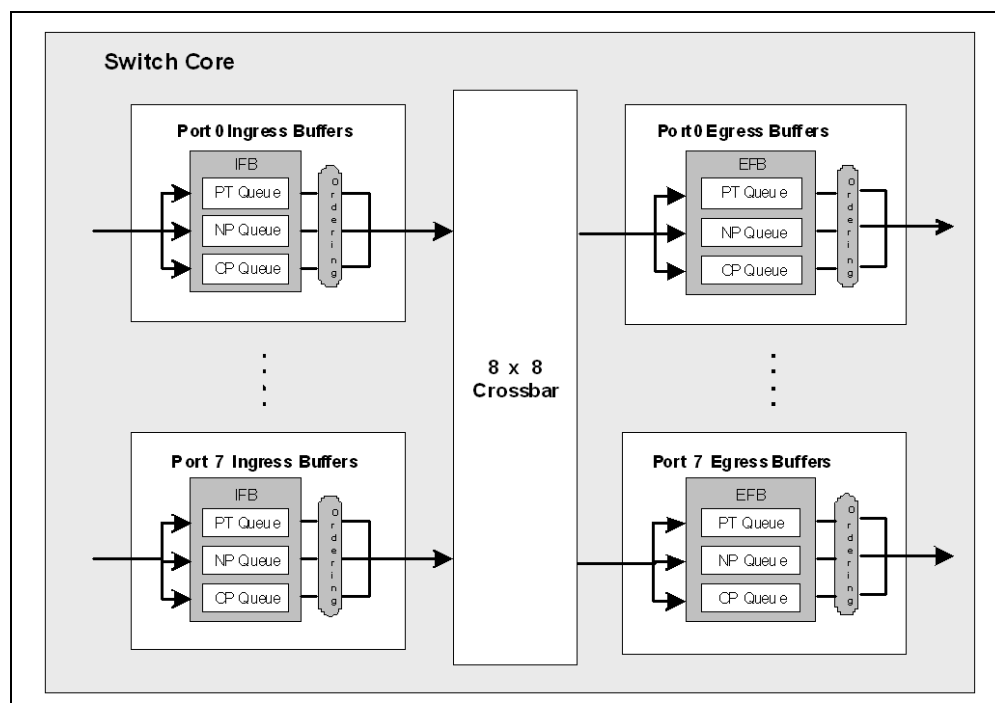 Switch Core
Port 0 Ingress Buffers
IFB
PT Queue
NP Queue
CP Queue
Ordering
Port0 Egress Buffers
EFB
PT Queue
NP Queue
CP Queue
Ordering
8 x 8
Crossbar
Port 7 Ingress Buffers
IFB
PT Queue
NP Queue
CP Queue
Ordering
Port 7 Egress Buffers
EFB
PT Queue
NP Queue
CP Queue
Ordering